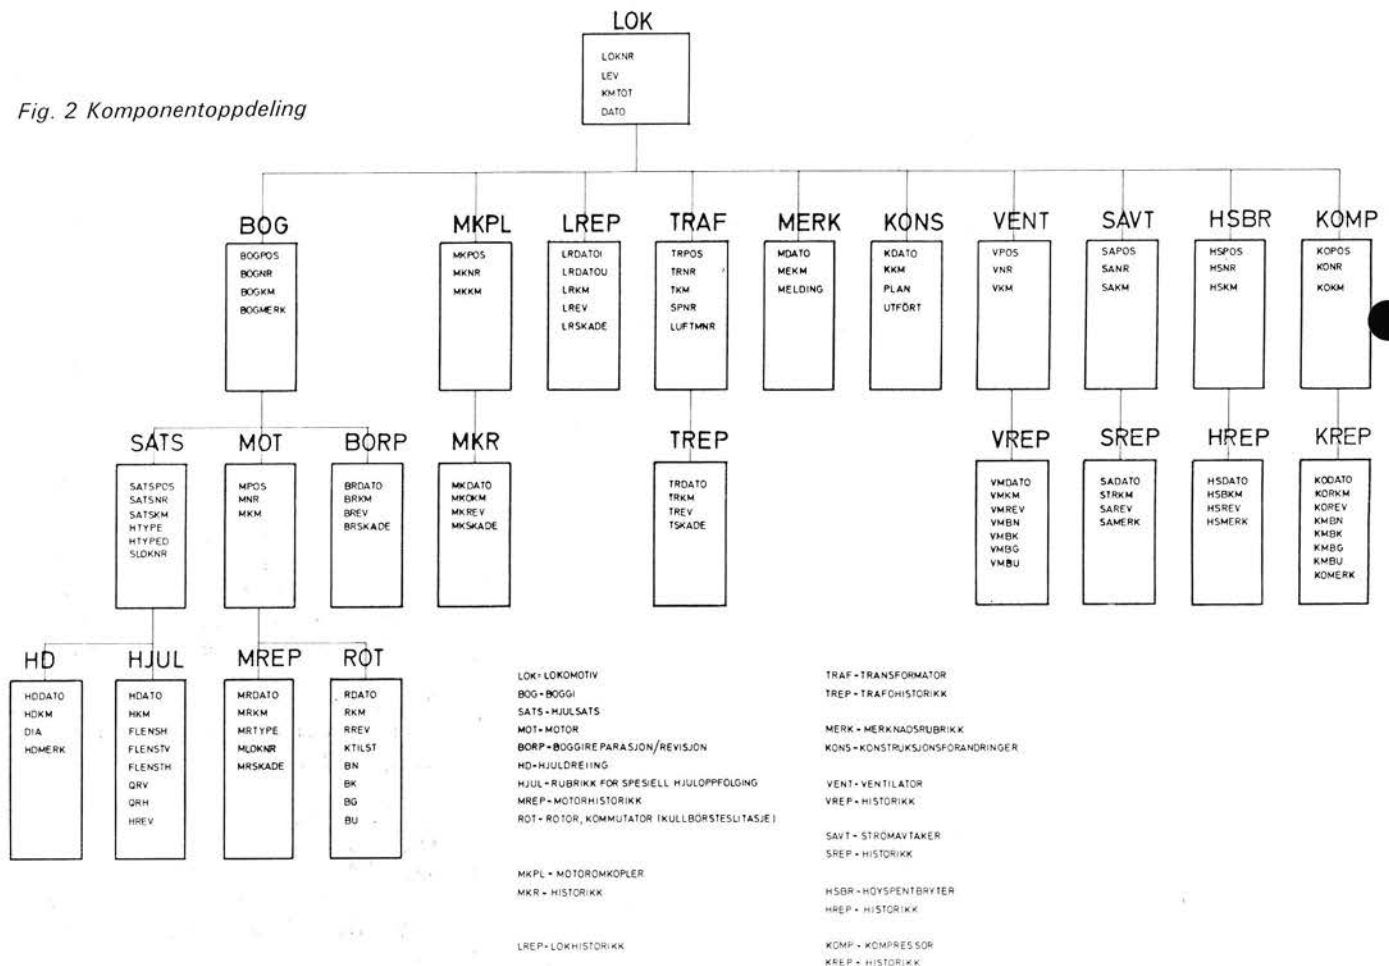 LOK
LOKNR
LEV
KMTOT
DATO
Fig. 2 Komponentoppdeling
BOG
BOGPOS
BOGNR
BOGKM
BOGMERK
MKPL
MKPOS
MKNR
MKKM
LREP
LRDATOI
LRDATOU
LRKM
LREV
LRSKADE
TRAF
TRPOS
TRNR
TKM
SPNR
LUFTMNR
MERK
MDATO
MEKM
MELDING
KONS
KDATO
KKM
PLAN
UTFÖRT
VENT
VPOS
VNR
VKM
SAVT
SAPOS
SANR
SAKM
HSBR
HSPOS
HSNR
HSKM
KOMP
KOPOS
KONR
KOKM
SATS
SATSPOS
SATSNR
SATSKM
HTYPE
HTYPED
SLOKNR
MOT
MPOS
MNR
MKM
BORP
BRDATO
BRKM
BREV
BRSKADE
MKR
MKDATO
MKOKM
MKREV
MKSKADE
TREP
TRDATO
TRKM
TREV
TSKADE
VREP
VMDATO
VMKM
VMREV
VMBN
VMBK
VMBG
VMBU
SREP
SADATO
STRKM
SAREV
SAMERK
HREP
HSDATO
HSBKM
HSREV
HSMERK
KREP
KODATO
KORKM
KOREV
KMBN
KMBK
KMBG
KMBU
KOMERK
HD
HDDATO
HDKM
DIA
HDMERK
HJUL
HDATO
HKM
FLENSH
FLENSTV
FLENSTH
QRV
QRH
HREV
MREP
MRDATO
MRKM
MRTYPE
MLOKNR
MRSKADE
ROT
RDATO
RKM
RREV
KTILST
BN
BK
BG
BU
LOK=LOKOMOTIV
BOG-BOGGI
SATS-HJULSATS
MOT-MOTOR
BORP-BOGGIREPARASJON/REVISJON
HD-HJULDREIING
HJUL-RUBRIKK FOR SPESIELL HJULOPPFÖLGING
MREP-MOTORHISTORIKK
ROT-ROTOR, KOMMUTATOR (KULLBÖRSTESLITASJE)
MKPL-MOTOROMKOPLER
MKR-HISTORIKK
LREP-LOKHISTORIKK
TRAF-TRANSFORMATOR
TREP-TRAFOHISTORIKK
MERK-MERKNADSRUBRIKK
KONS-KONSTRUKSJONSFORANDRINGER
VENT-VENTILATOR
VREP-HISTORIKK
SAVT-STROMAVTAKER
SREP-HISTORIKK
HSBR-HOYSPENTBRYTER
HREP-HISTORIKK
KOMP-KOMPRESSOR
KREP-HISTORIKK